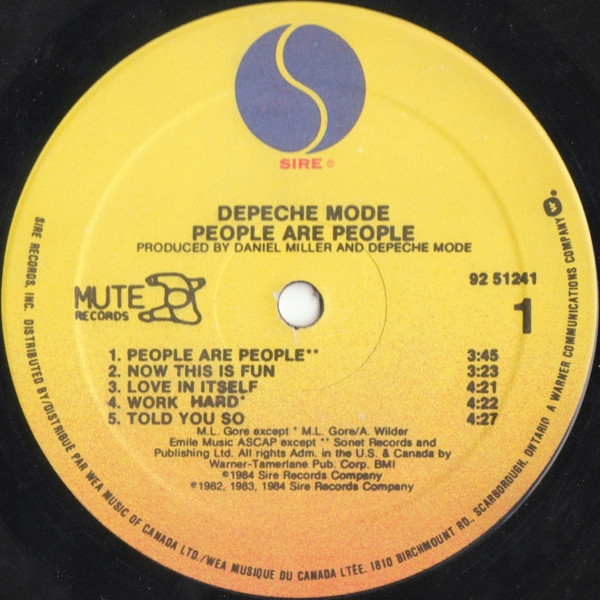 SIRE®
DEPECHE MODE
PEOPLE ARE PEOPLE
PRODUCED BY DANIEL MILLER AND DEPECHE MODE
MUTE
RECORDS
92 51241
1
1. PEOPLE ARE PEOPLE** 3:45
2. NOW THIS IS FUN 3:23
3. LOVE IN ITSELF 4:21
4. WORK HARD* 4:22
5. TOLD YOU SO 4:27
M.L. Gore except * M.L. Gore/A. Wilder
Emile Music ASCAP except ** Sonet Records and
Publishing Ltd. All rights Adm. in the U.S. & Canada by
Warner-Tamerlane Pub. Corp. BMI
©1984 Sire Records Company
℗1982, 1983, 1984 Sire Records Company
SIRE RECORDS, INC. DISTRIBUTED BY/DISTRIBUÉ PAR WEA MUSIC OF CANADA LTD./WEA MUSIQUE DU CANADA LTÉE. 1810 BIRCHMOUNT RD., SCARBOROUGH, ONTARIO A WARNER COMMUNICATIONS COMPANY